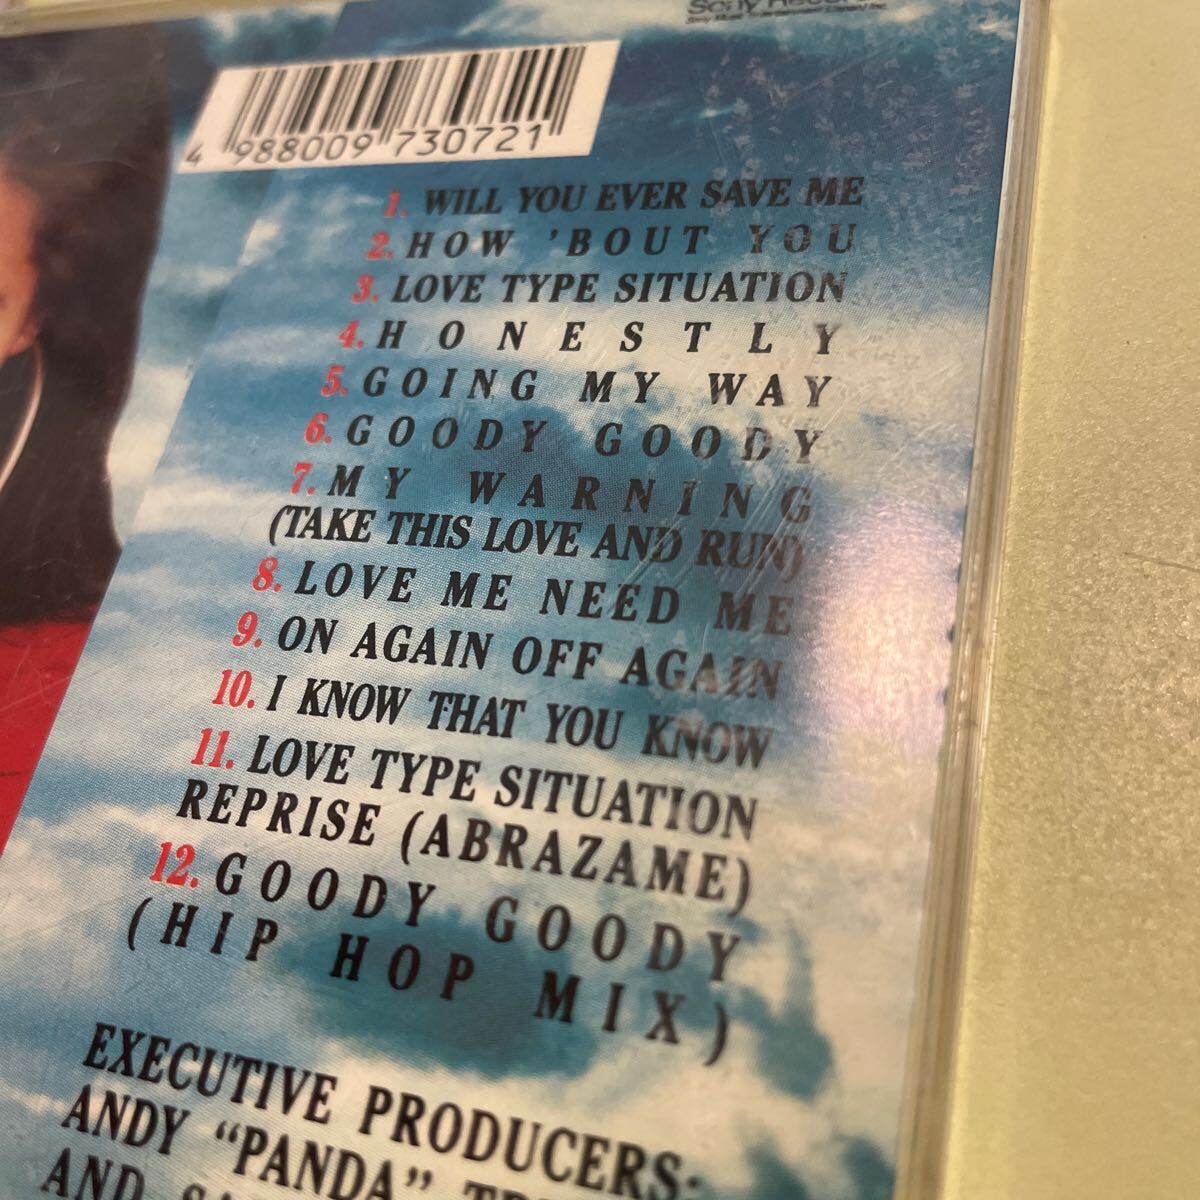 Sony Records
4 988009 730721
1. WILL YOU EVER SAVE ME
2. HOW 'BOUT YOU
3. LOVE TYPE SITUATION
4. HONESTLY
5. GOING MY WAY
6. GOODY GOODY
7. MY WARNING
(TAKE THIS LOVE AND RUN)
8. LOVE ME NEED ME
9. ON AGAIN OFF AGAIN
10. I KNOW THAT YOU KNOW
11. LOVE TYPE SITUATION
REPRISE (ABRAZAME)
12. GOODY GOODY
(HIP HOP MIX)
EXECUTIVE PRODUCERS:
ANDY "PANDA"
AND